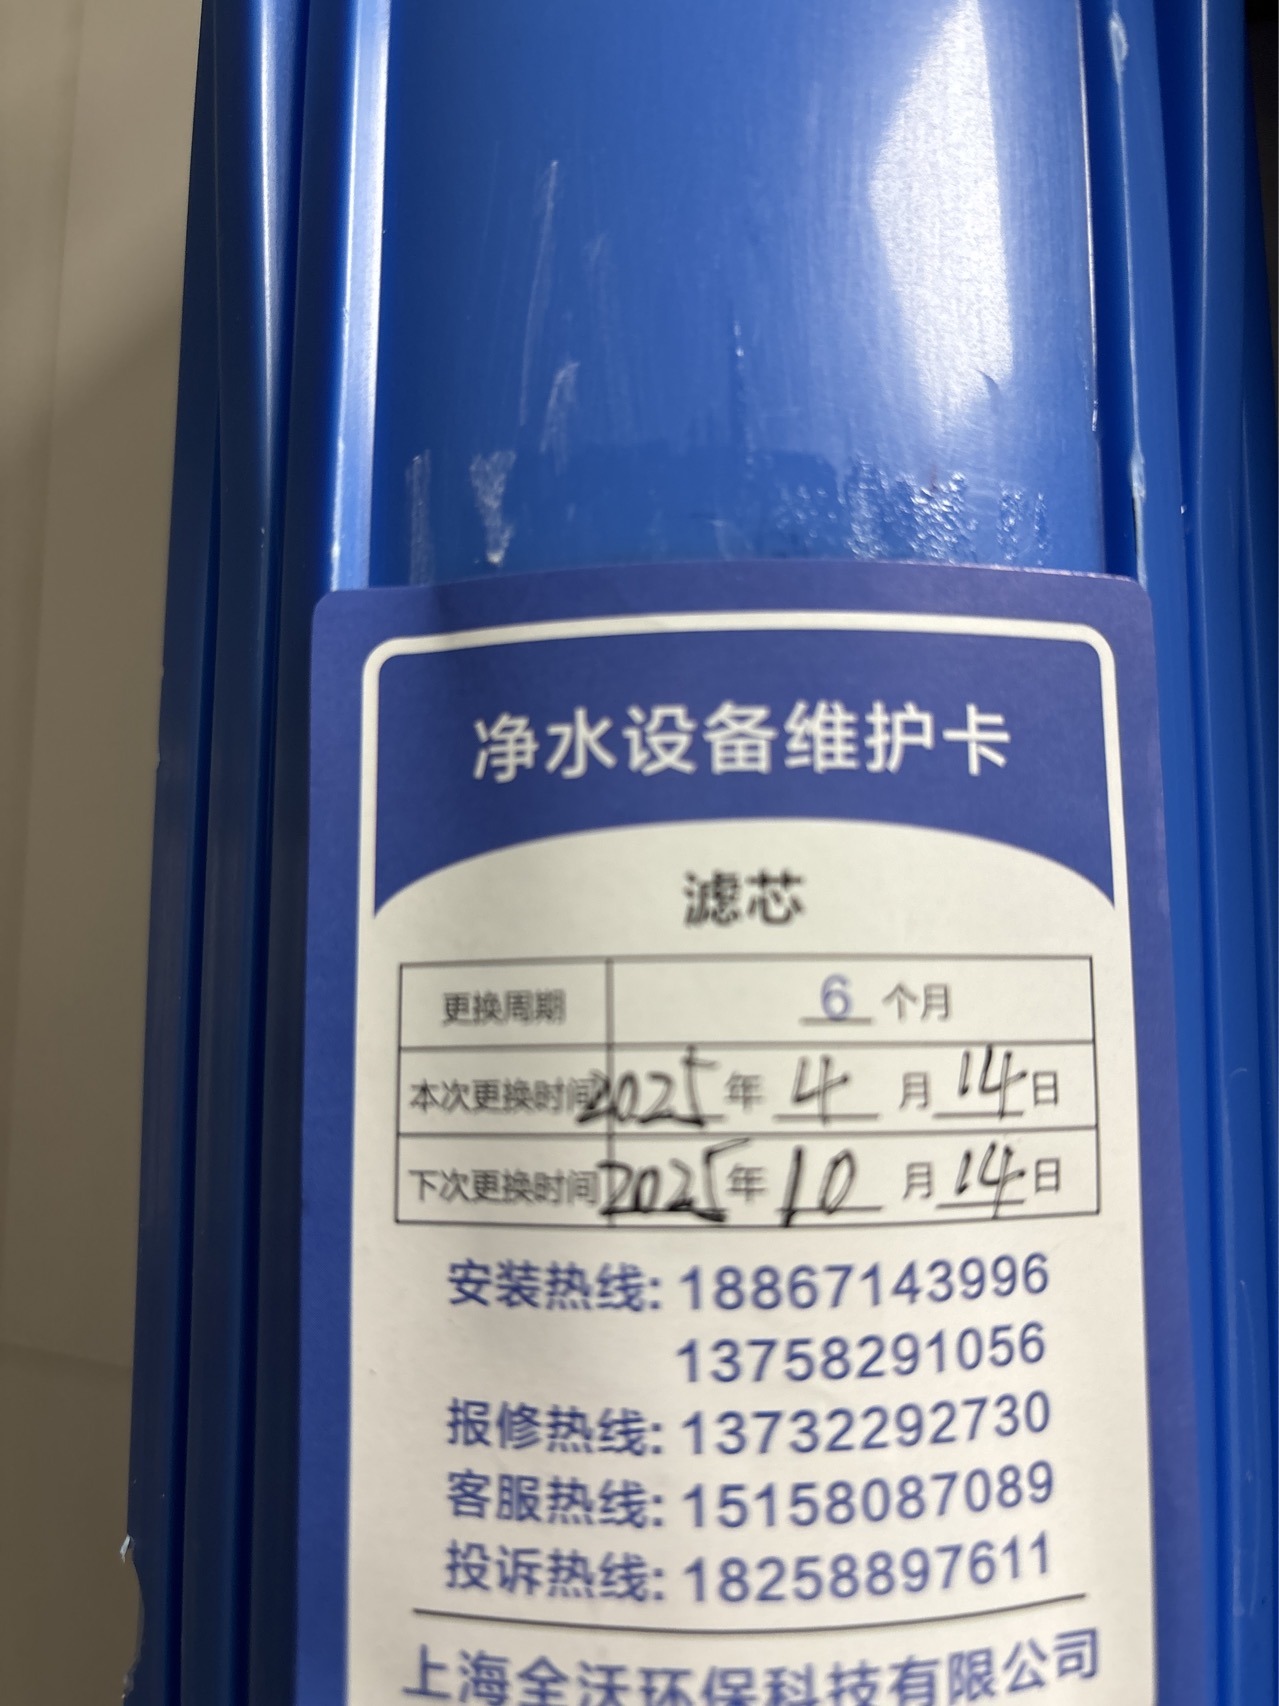 净水设备维护卡
滤芯
更换周期 6 个月
本次更换时间 2025 年 4 月 14 日
下次更换时间 2025 年 10 月 14 日
安装热线: 18867143996
13758291056
报修热线: 13732292730
客服热线: 15158087089
投诉热线: 18258897611
上海全沃环保科技有限公司